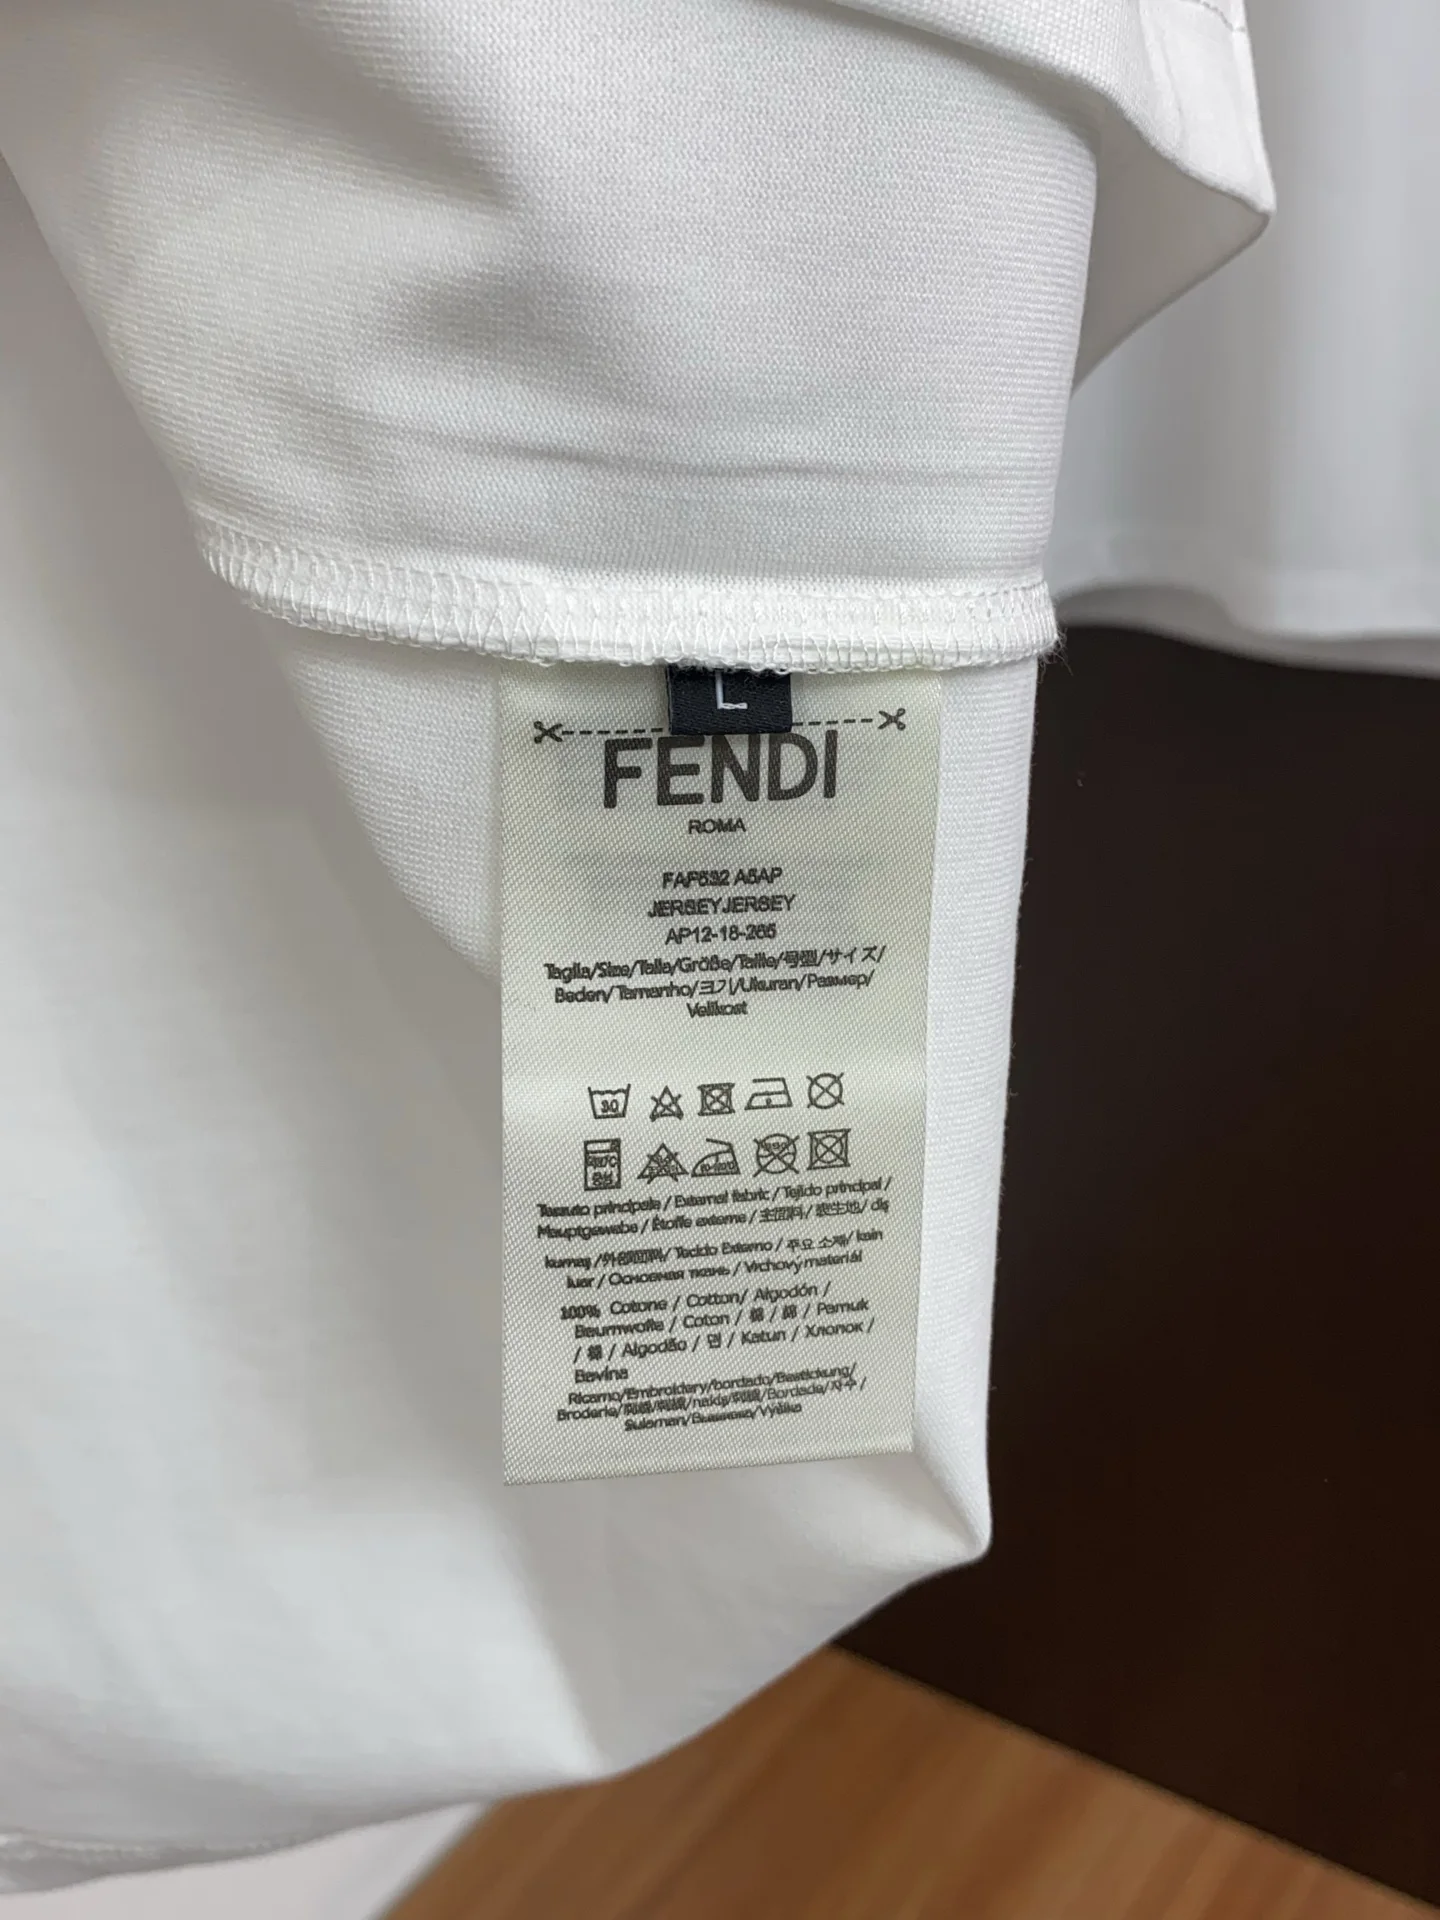 L
FENDI
ROMA
FAF532 A5AP
JERSEYJERSEY
AP12-16-265
Taglia/Size/Talla/Größe/Taille/号型/サイズ/
Beden/Tamanho/크기/Ukuran/Размер/
Velikost
30
Tessuto principale / External fabric / Tejido principal /
Hauptgewebe / Étoffe externe / 主面料 / 表生地/ dış
kumaş /外部面料/ Tecido Externo / 주요 소재/ kain
luar / Основная ткань / Vrchový materiál
100% Cotone / Cotton/ Algodón /
Baumwolle / Coton / 棉 / 綿 / Pamuk
/ 棉 / Algodão / 면 / Katun / Хлопок /
Bavlna
Ricamo/Embroidery/bordado/Bestickung/
Broderie/刺繡/刺繍/nakış/刺繡/Bordado/자수 /
Sulaman/Вышивка/Výšivka